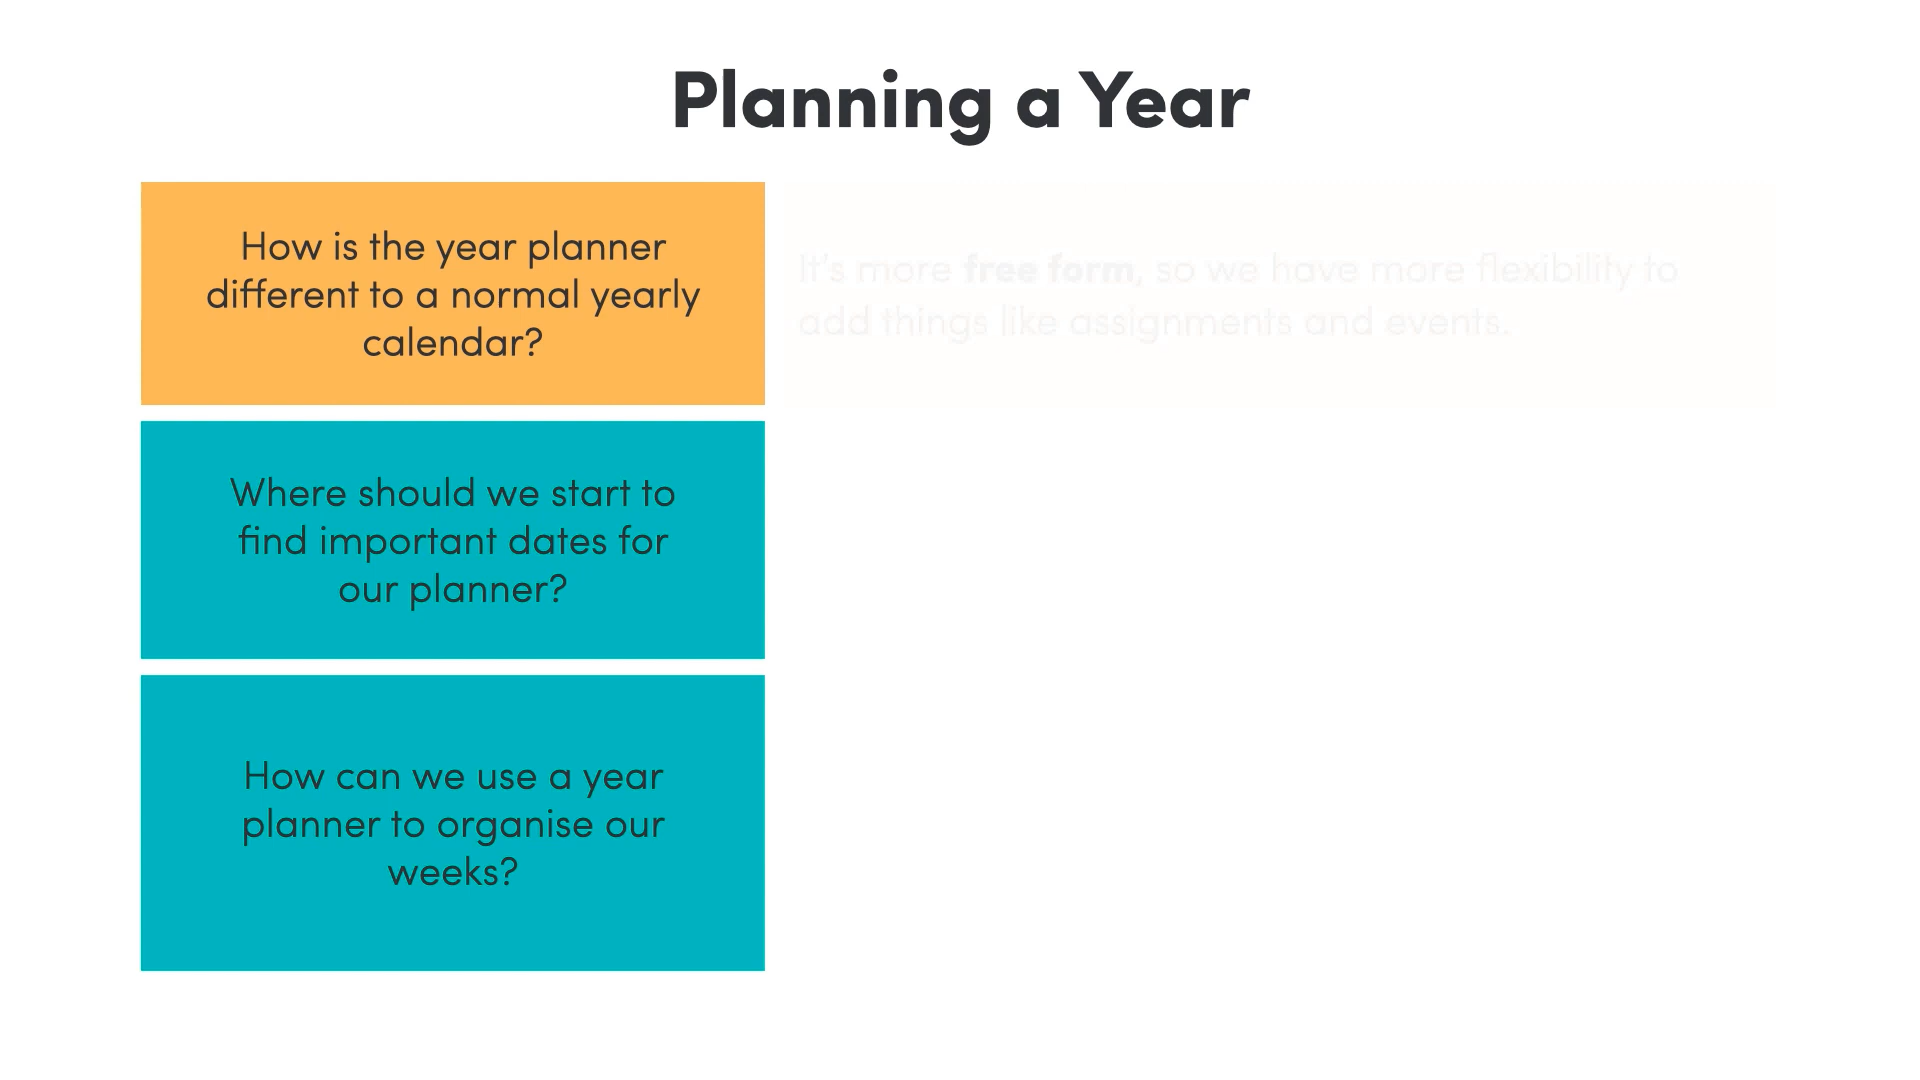 Planning a Year
How is the year planner
different to a normal yearly
calendar?
It's more free form, so we have more flexibility to
add things like assignments and events.
Where should we start to
find important dates for
our planner?
How can we use a year
planner to organise our
weeks?